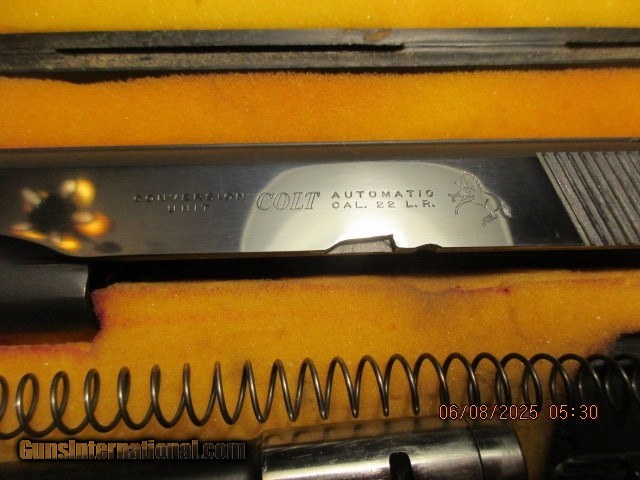 CONVERSION UNIT
COLT
AUTOMATIC
CAL. 22 L.R.
06/08/2025 05:30
GunsInternational.com